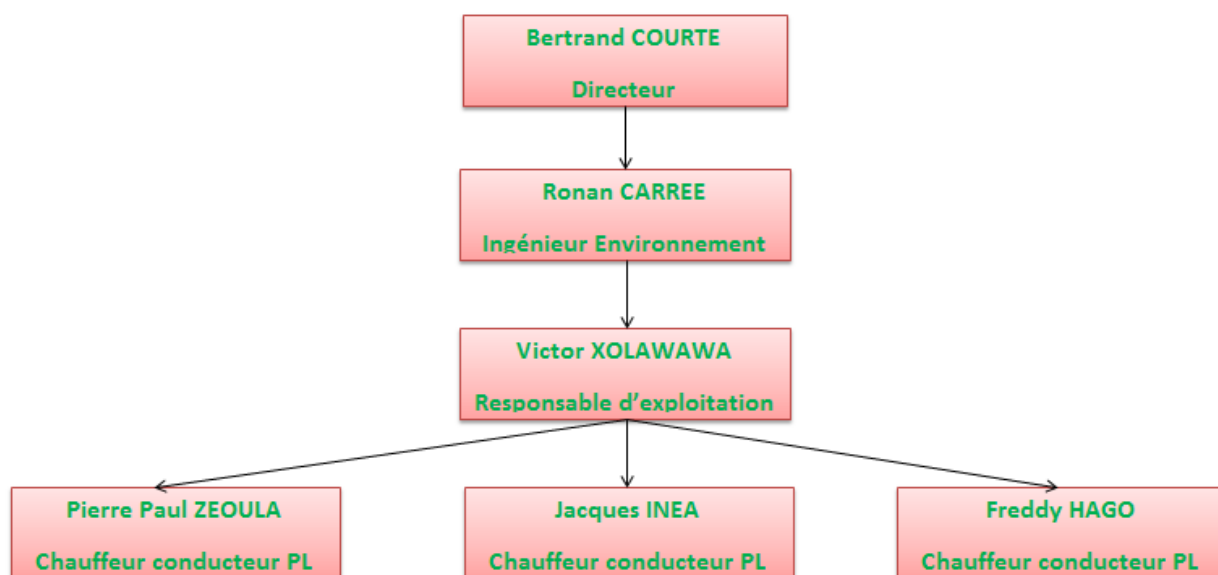 Bertrand COURTE
Directeur
Ronan CARREE
Ingénieur Environnement
Victor XOLAWAWA
Responsable d’exploitation
Pierre Paul ZEOULA
Chauffeur conducteur PL
Jacques INEA
Chauffeur conducteur PL
Freddy HAGO
Chauffeur conducteur PL